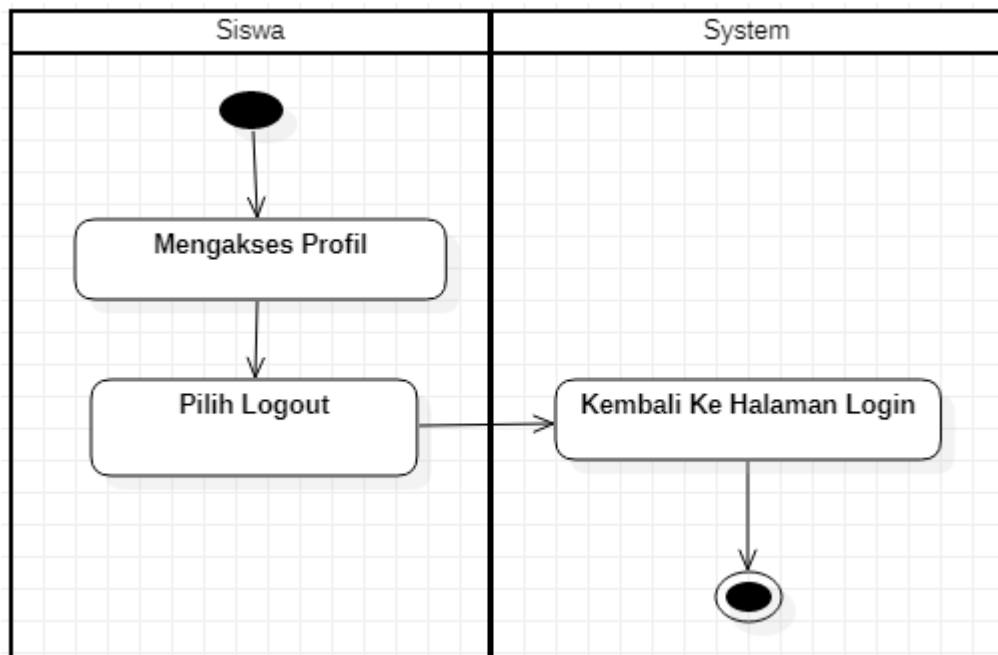 Siswa
System
Mengakses Profil
Pilih Logout
Kembali Ke Halaman Login